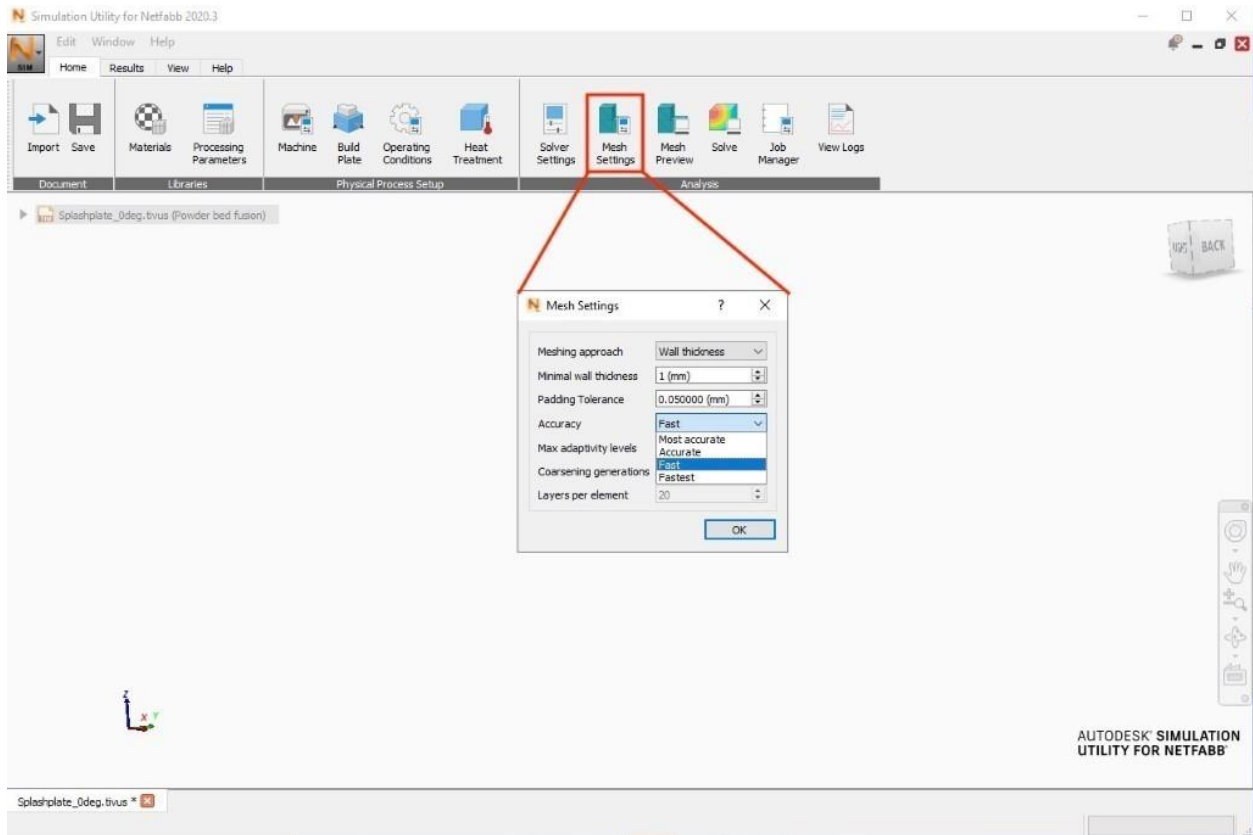 Simulation Utility for Netfabb 2020.3
Edit Window Help
SIM
Home Results View Help
Import Save Materials Processing Parameters Machine Build Plate Operating Conditions Heat Treatment Solver Settings Mesh Settings Mesh Preview Solve Job Manager View Logs
Document Libraries Physical Process Setup Analysis
Splashplate_0deg.tivus (Powder bed fusion)
BACK
Mesh Settings ? X
Meshing approach Wall thickness
Minimal wall thickness 1 (mm)
Padding Tolerance 0.050000 (mm)
Accuracy Fast
Most accurate
Max adaptivity levels Accurate
Fast
Coarsening generations Fastest
Layers per element 20
OK
Z
X Y
AUTODESK' SIMULATION
UTILITY FOR NETFABB'
Splashplate_0deg.tivus *